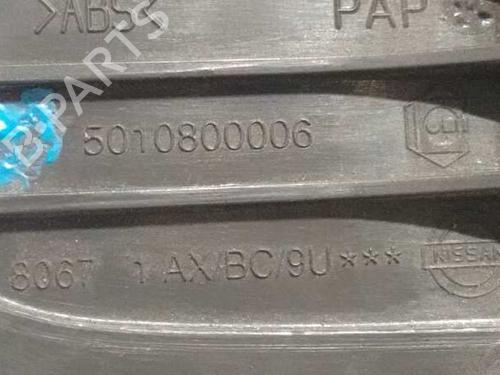 >ABS
PAP
B-PARTS
5010800006
8067 1 AX/BC/9U***
NISSAN